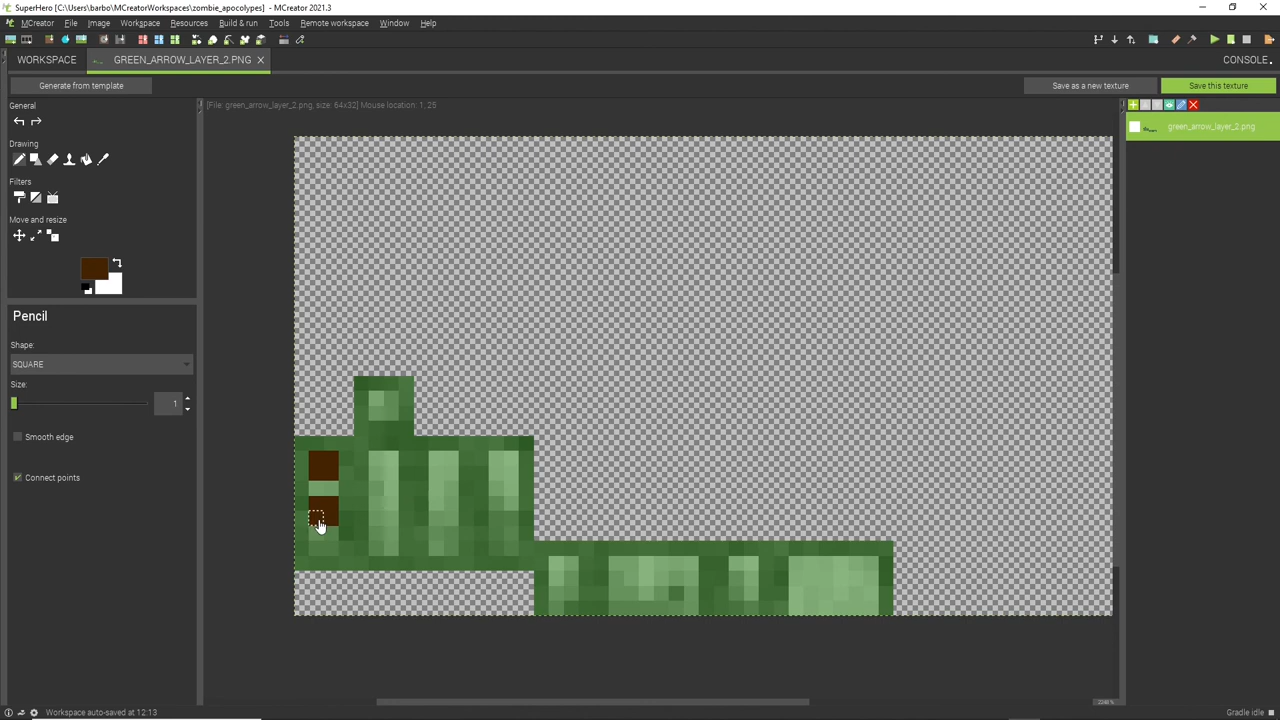 SuperHero [C:\Users\barbo\MCreatorWorkspaces\zombie_apocolypes] - MCreator 2021.3
MCreator File Image Workspace Resources Build & run Tools Remote workspace Window Help
WORKSPACE GREEN_ARROW_LAYER_2.PNG CONSOLE
Generate from template Save as a new texture Save this texture
General [File: green_arrow_layer_2.png, size: 64x32] Mouse location: 1, 25
green_arrow_layer_2.png
Drawing
Filters
Move and resize
Pencil
Shape:
SQUARE
Size:
1
Smooth edge
Connect points
Workspace auto-saved at 12:13 Gradle idle